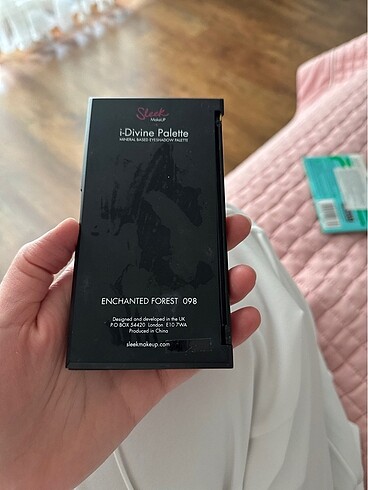 Sleek
MakeUP
i-Divine Palette
MINERAL BASED EYESHADOW PALETTE
ENCHANTED FOREST 098
Designed and developed in the UK
P.O BOX 54420 London E10 7WA
Produced in China
sleekmakeup.com